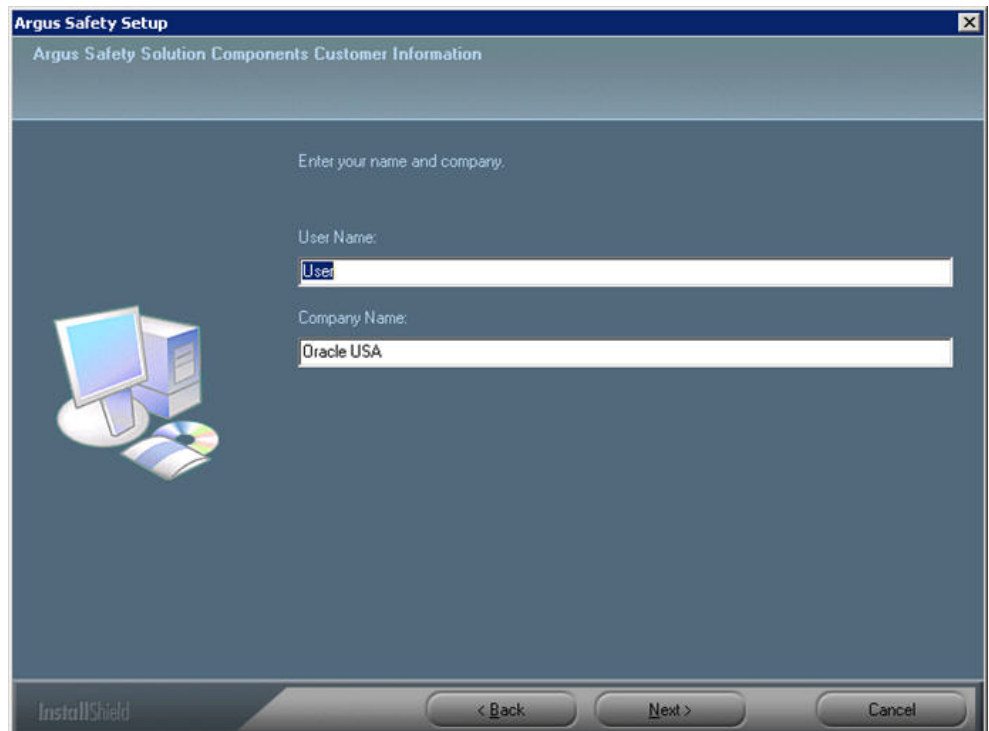 Argus Safety Setup
Argus Safety Solution Components Customer Information
Enter your name and company.
User Name:
User
Company Name:
Oracle USA
InstallShield
< Back
Next >
Cancel